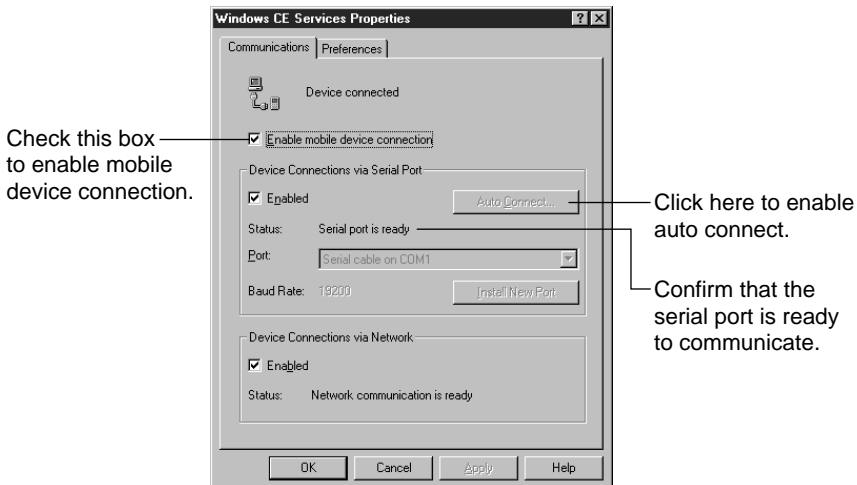 Windows CE Services Properties
Communications
Preferences
Device connected
Check this box
to enable mobile
device connection.
Enable mobile device connection
Device Connections via Serial Port
Enabled
Auto Connect...
Click here to enable
auto connect.
Status:
Serial port is ready
Port:
Serial cable on COM1
Confirm that the
serial port is ready
to communicate.
Baud Rate:
19200
Install New Port
Device Connections via Network
Enabled
Status:
Network communication is ready
OK
Cancel
Apply
Help